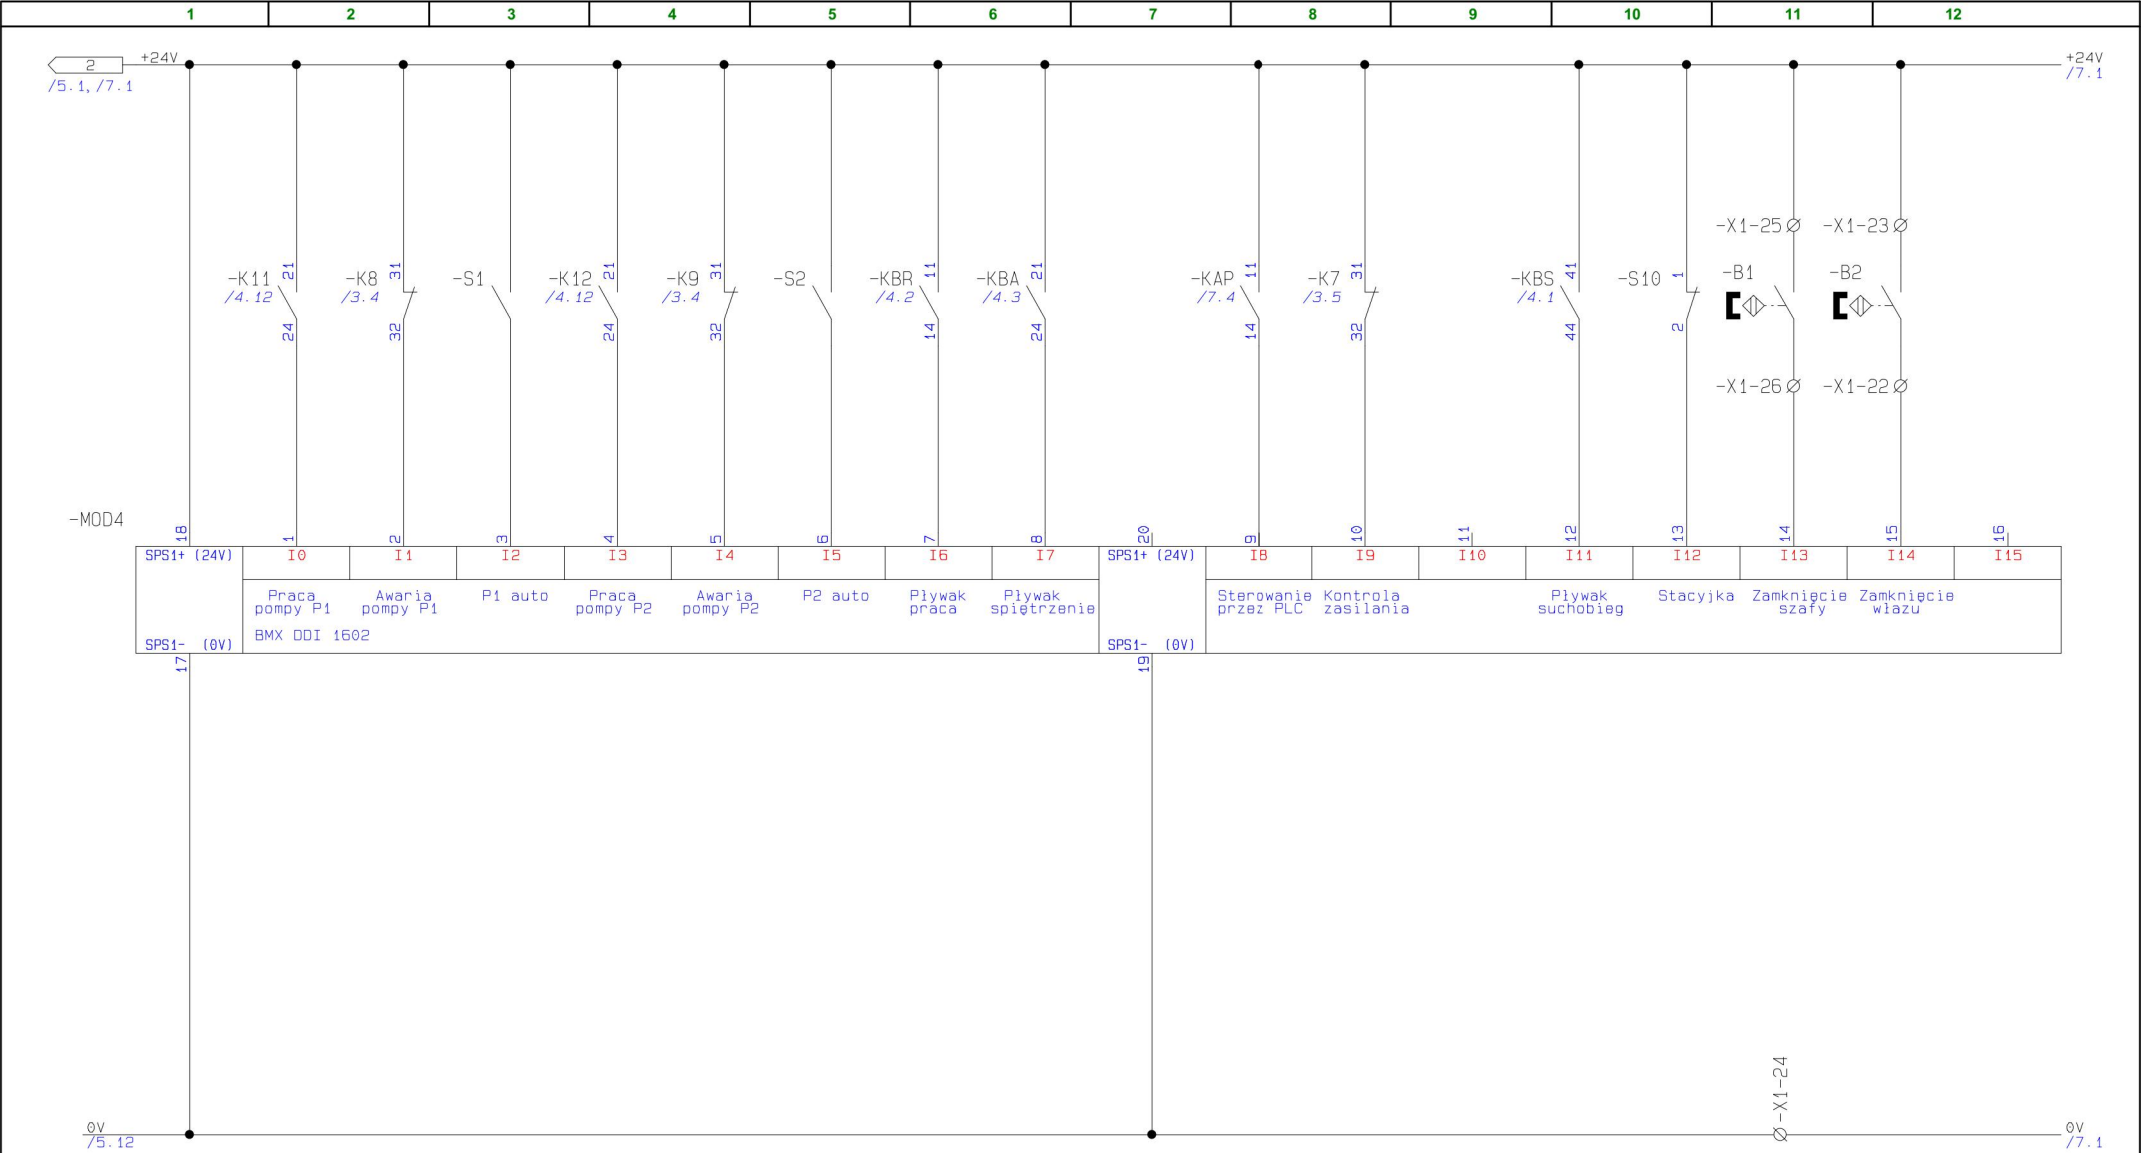 1 2 3 4 5 6 7 8 9 10 11 12
2 +24V +24V
/5.1,/7.1 /7.1
-X1-25 -X1-23
-K11 21 -K8 31 -S1 -K12 21 -K9 31 -S2 -KBR 11 -KBA 21 -KAP 11 -K7 31 -KBS 41 -S10 1 -B1 -B2
/4.12 /3.4 /4.12 /3.4 /4.2 /4.3 /7.4 /3.5 /4.1
24 32 24 32 14 24 14 32 44 2
-X1-26 -X1-22
-MOD4
18 1 2 3 4 5 6 7 8 20 9 10 11 12 13 14 15 16
SPS1+ (24V) I0 I1 I2 I3 I4 I5 I6 I7 SPS1+ (24V) I8 I9 I10 I11 I12 I13 I14 I15
Praca Awaria P1 auto Praca Awaria P2 auto Pływak Pływak Sterowanie Kontrola Pływak Stacyjka Zamknięcie Zamknięcie
pompy P1 pompy P1 pompy P2 pompy P2 praca spiętrzenie przez PLC zasilania suchobieg szafy włazu
BMX DDI 1602
SPS1- (0V) SPS1- (0V)
17 19
-X1-24
0V 0V
/5.12 /7.1